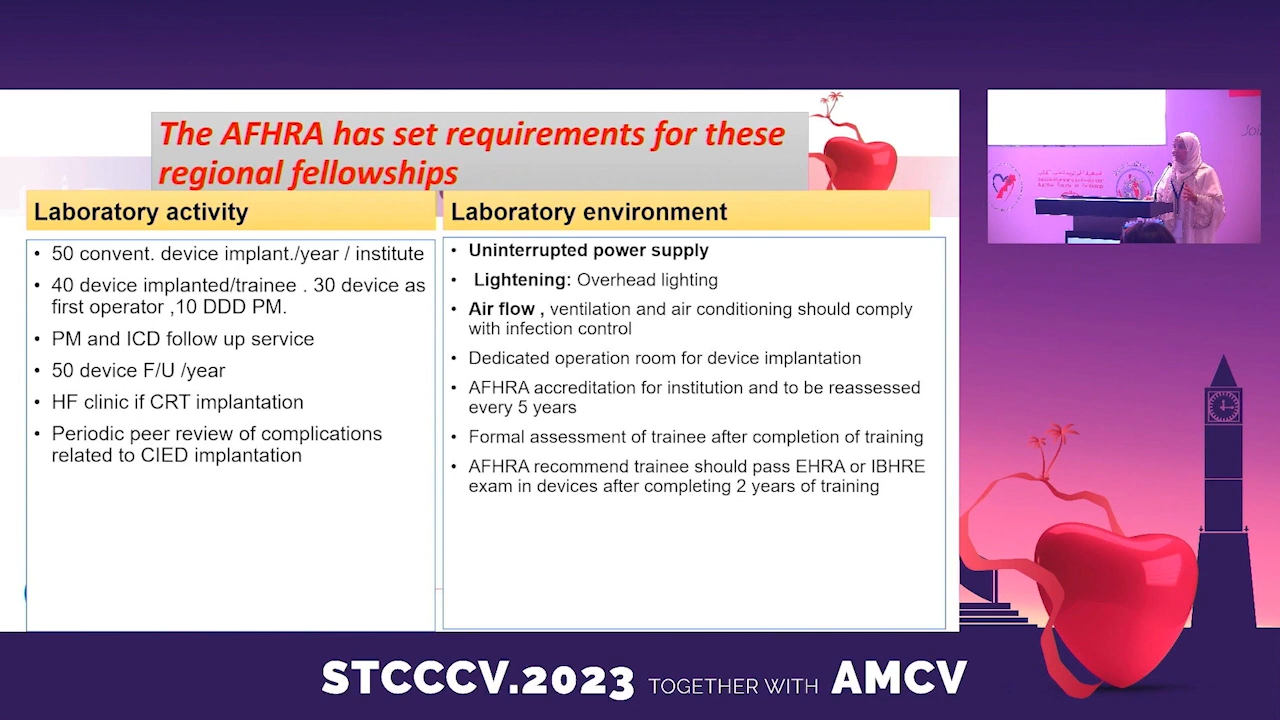 The AFHRA has set requirements for these
regional fellowships
Laboratory activity
• 50 convent. device implant./year / institute
• 40 device implanted/trainee . 30 device as
first operator ,10 DDD PM.
• PM and ICD follow up service
• 50 device F/U /year
• HF clinic if CRT implantation
• Periodic peer review of complications
related to CIED implantation
Laboratory environment
• Uninterrupted power supply
• Lightening: Overhead lighting
• Air flow , ventilation and air conditioning should comply
with infection control
• Dedicated operation room for device implantation
• AFHRA accreditation for institution and to be reassessed
every 5 years
• Formal assessment of trainee after completion of training
• AFHRA recommend trainee should pass EHRA or IBHRE
exam in devices after completing 2 years of training
STCCCV.2023 TOGETHER WITH AMCV